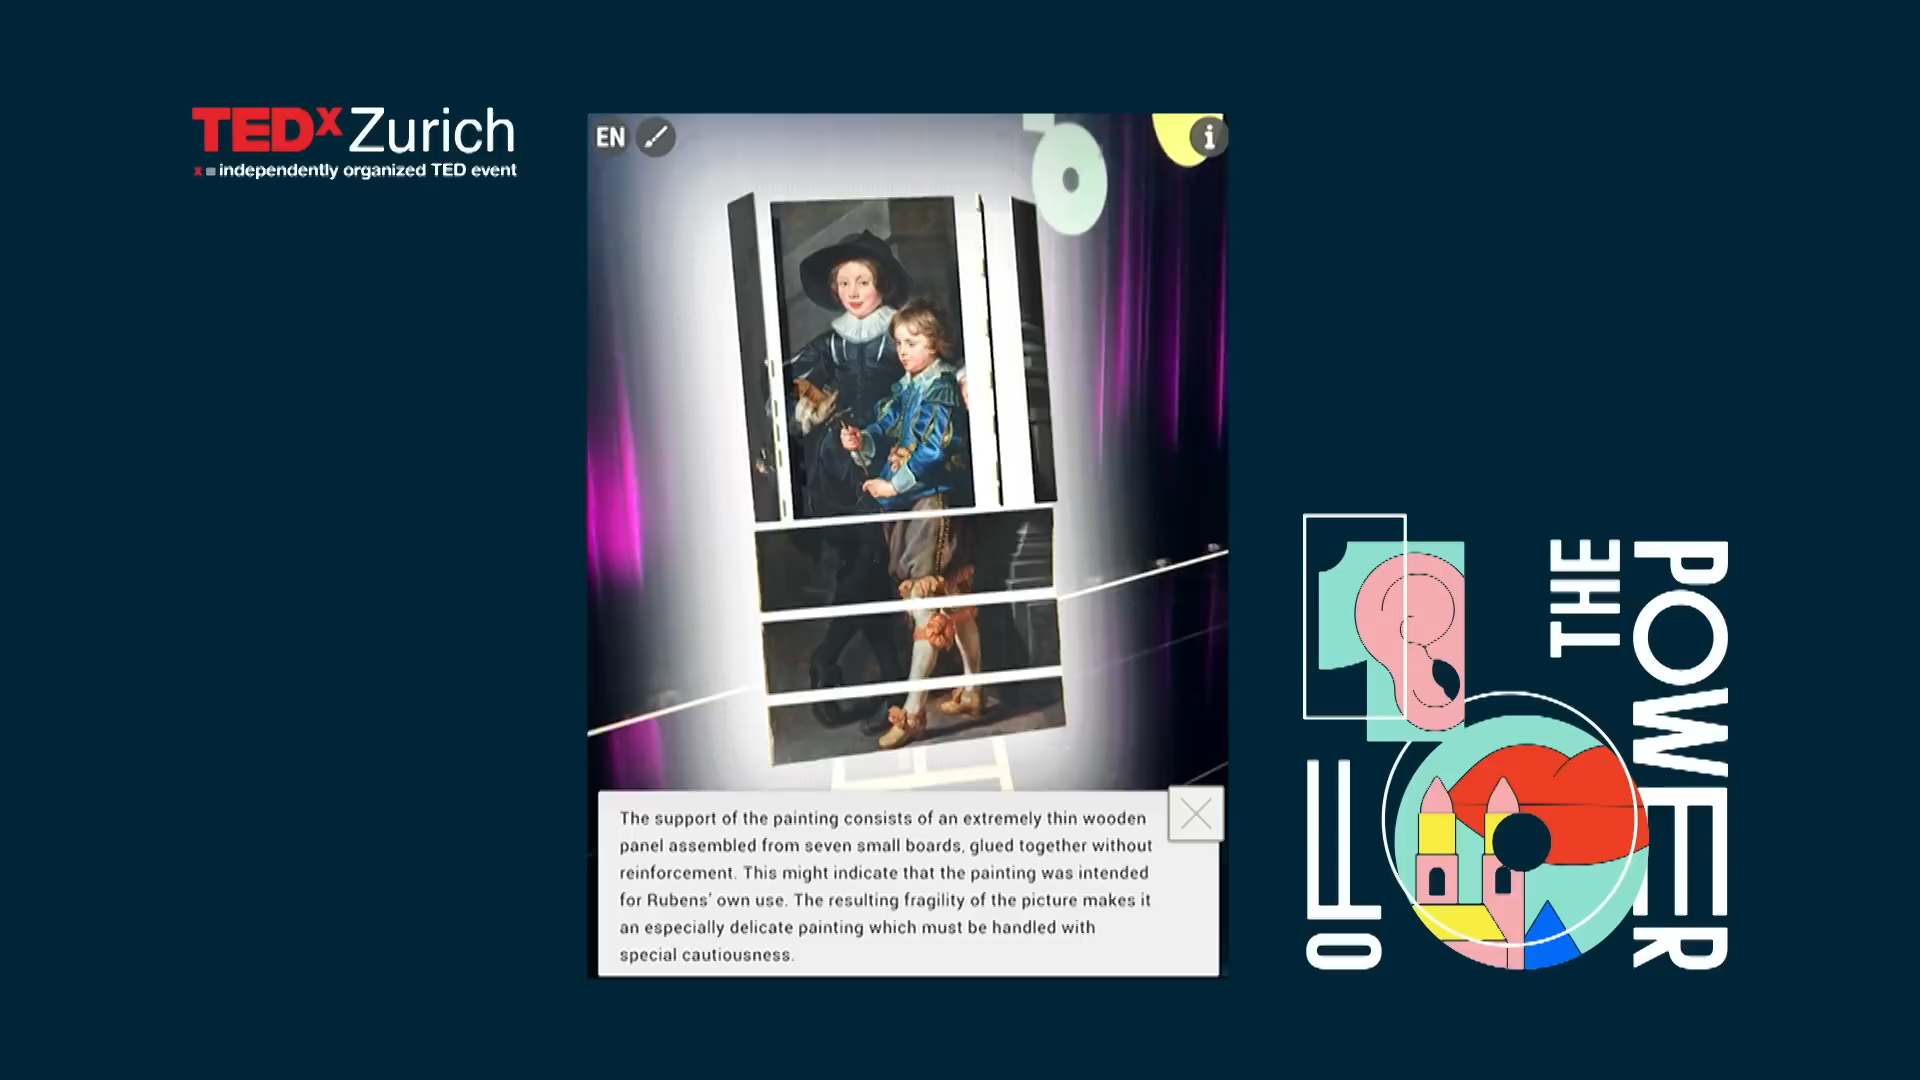 TEDx Zurich
x = independently organized TED event
EN
i
The support of the painting consists of an extremely thin wooden
panel assembled from seven small boards, glued together without
reinforcement. This might indicate that the painting was intended
for Rubens' own use. The resulting fragility of the picture makes it
an especially delicate painting which must be handled with
special cautiousness.
THE
POWER
OF
10